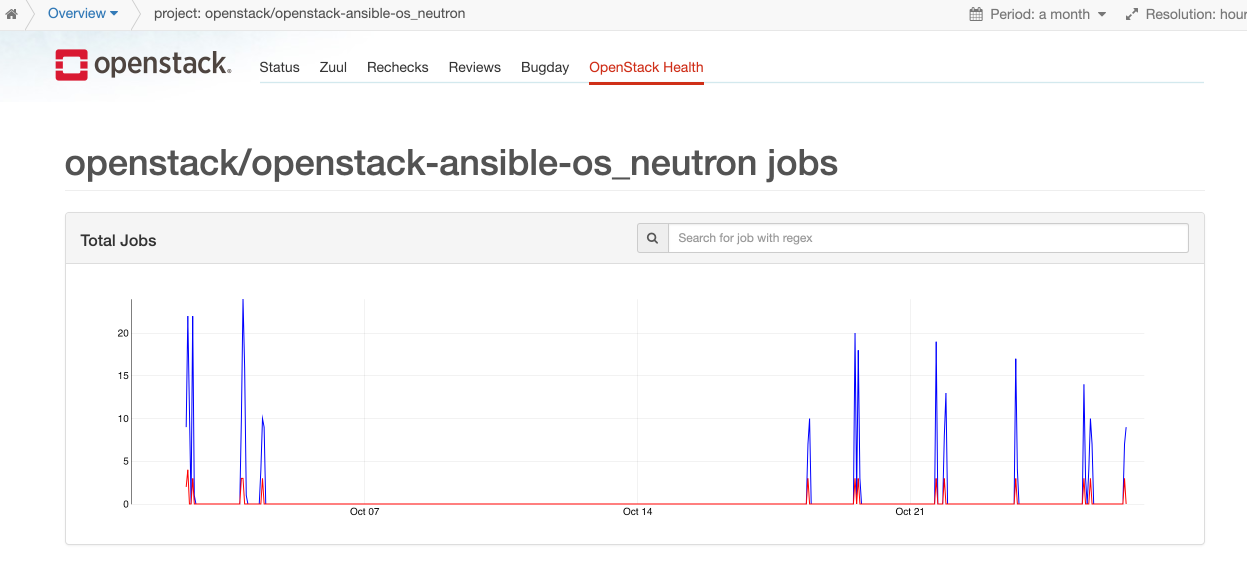 Overview project: openstack/openstack-ansible-os_neutron Period: a month Resolution: hour
openstack.
Status Zuul Rechecks Reviews Bugday OpenStack Health
openstack/openstack-ansible-os_neutron jobs
Total Jobs Search for job with regex
20
15
10
5
0
Oct 07 Oct 14 Oct 21